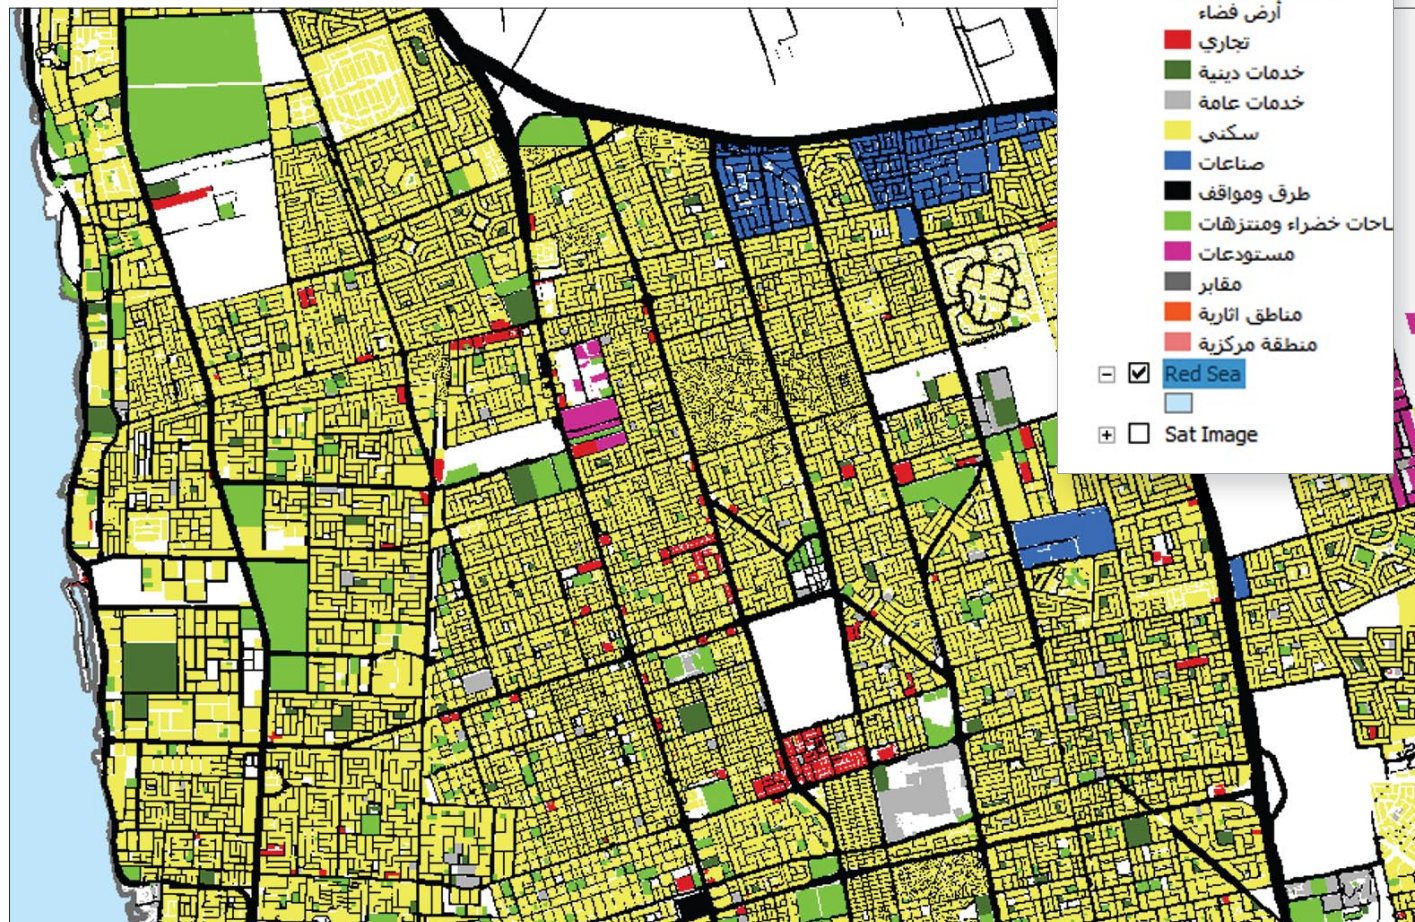 أرض فضاء
تجاري
خدمات دينية
خدمات عامة
سكني
صناعات
طرق ومواقف
ـاحات خضراء ومنتزهات
مستودعات
مقابر
مناطق اثارية
منطقة مركزية
Red Sea
Sat Image